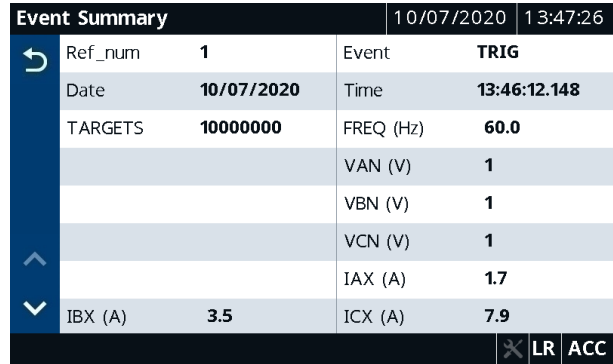 Event Summary 10/07/2020 13:47:26
Ref_num 1 Event TRIG
Date 10/07/2020 Time 13:46:12.148
TARGETS 10000000 FREQ (Hz) 60.0
VAN (V) 1
VBN (V) 1
VCN (V) 1
IAX (A) 1.7
IBX (A) 3.5 ICX (A) 7.9
LR ACC